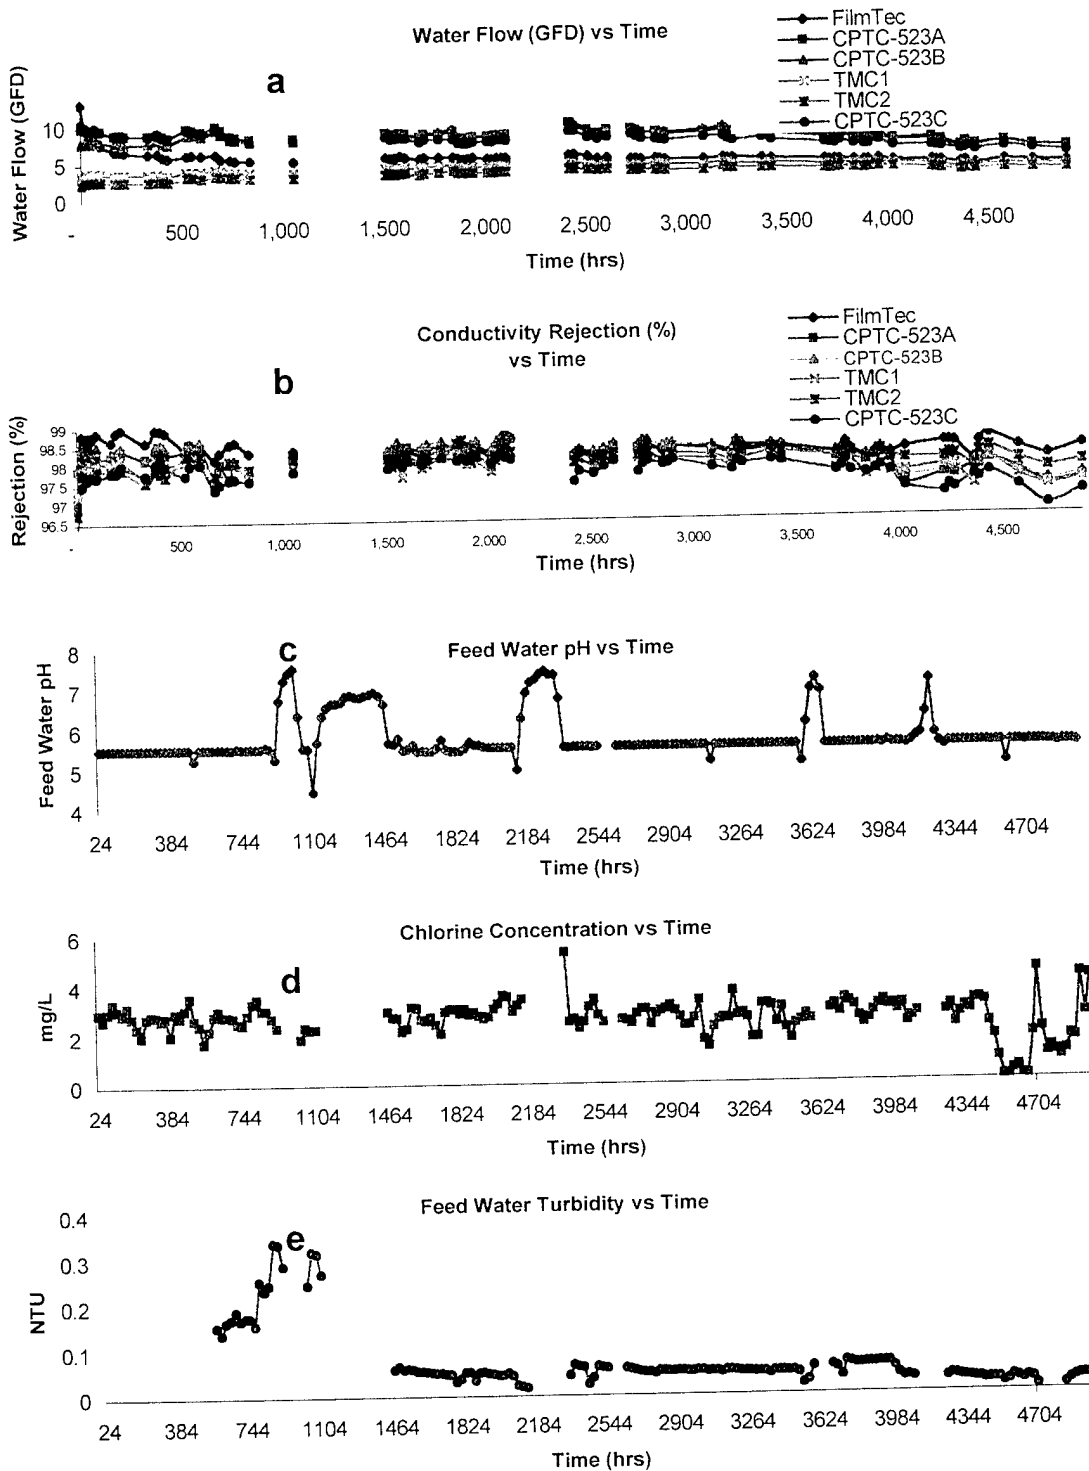 Water Flow (GFD) vs Time
FilmTec
CPTC-523A
CPTC-523B
TMC1
TMC2
CPTC-523C
a
Water Flow (GFD)
10
5
0
- 500 1,000 1,500 2,000 2,500 3,000 3,500 4,000 4,500
Time (hrs)
Conductivity Rejection (%)
vs Time
FilmTec
CPTC-523A
CPTC-523B
TMC1
TMC2
CPTC-523C
b
Rejection (%)
99
98.5
98
97.5
97
96.5
- 500 1,000 1,500 2,000 2,500 3,000 3,500 4,000 4,500
Time (hrs)
Feed Water pH vs Time
c
Feed Water pH
8
7
6
5
4
24 384 744 1104 1464 1824 2184 2544 2904 3264 3624 3984 4344 4704
Time (hrs)
Chlorine Concentration vs Time
d
mg/L
6
4
2
0
24 384 744 1104 1464 1824 2184 2544 2904 3264 3624 3984 4344 4704
Time (hrs)
Feed Water Turbidity vs Time
e
NTU
0.4
0.3
0.2
0.1
0
24 384 744 1104 1464 1824 2184 2544 2904 3264 3624 3984 4344 4704
Time (hrs)